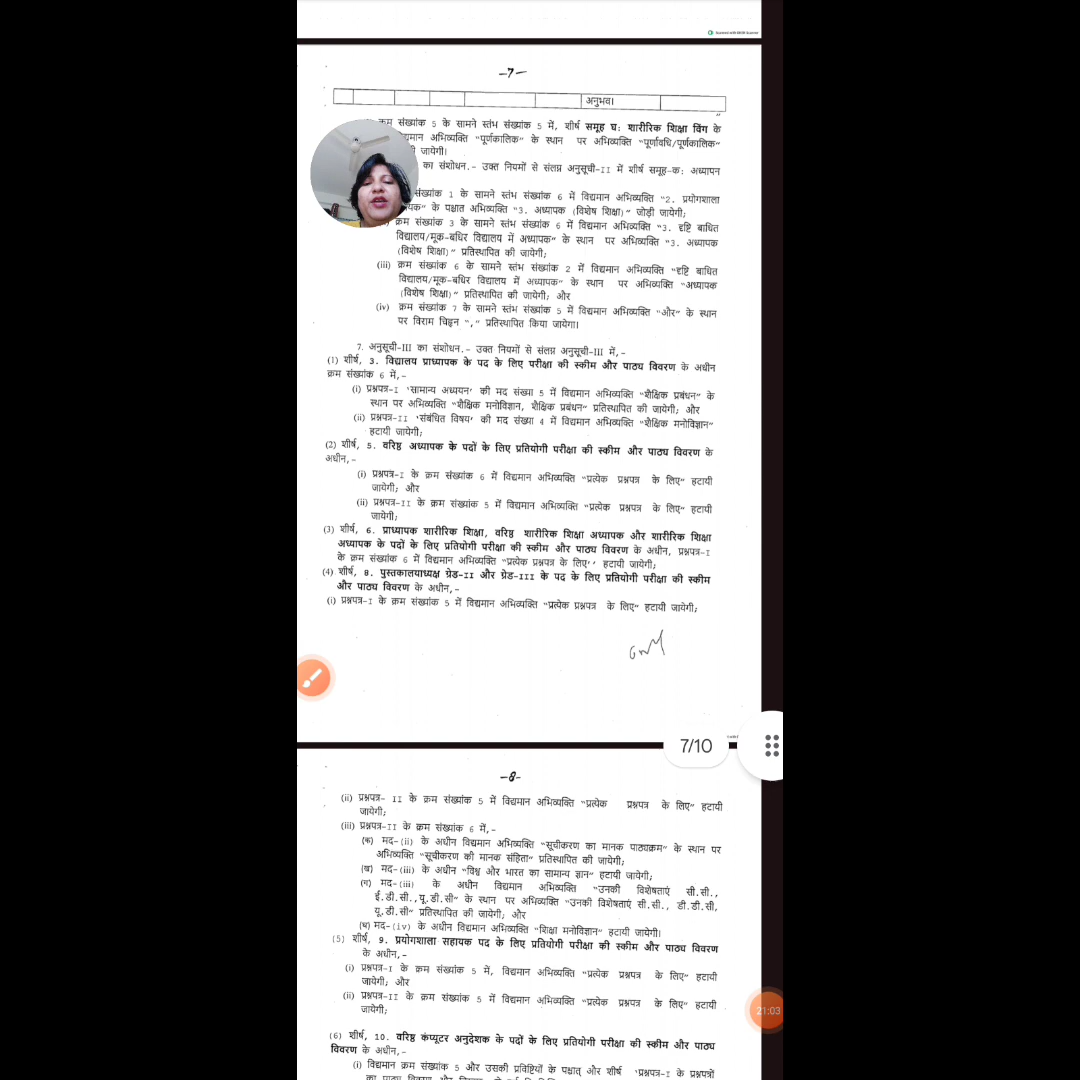 -7-
अनुभव।
क्रम संख्यांक 5 के सामने स्तंभ संख्यांक 5 में, शीर्ष समूह घ: शारीरिक शिक्षा विंग के
अभिव्यक्ति "पूर्णकालिक" के स्थान पर अभिव्यक्ति "पूर्णावधि/पूर्णकालिक"
जायेगी।
का संशोधन.- उक्त नियमों से संलग्न अनुसूची-II में शीर्ष समूह-क: अध्यापन
संख्यांक 1 के सामने स्तंभ संख्यांक 6 में विद्यमान अभिव्यक्ति "2. प्रयोगशाला
के पश्चात अभिव्यक्ति "3. अध्यापक (विशेष शिक्षा)" जोड़ी जायेगी;
क्रम संख्यांक 3 के सामने स्तंभ संख्यांक 6 में विद्यमान अभिव्यक्ति "3. दृष्टि बाधित
विद्यालय/मूक-बधिर विद्यालय में अध्यापक" के स्थान पर अभिव्यक्ति "3. अध्यापक
(विशेष शिक्षा)" प्रतिस्थापित की जायेगी;
(iii) क्रम संख्यांक 6 के सामने स्तंभ संख्यांक 2 में विद्यमान अभिव्यक्ति "दृष्टि बाधित
विद्यालय/मूक-बधिर विद्यालय में अध्यापक" के स्थान पर अभिव्यक्ति "अध्यापक
(विशेष शिक्षा)" प्रतिस्थापित की जायेगी; और
(iv) क्रम संख्यांक 7 के सामने स्तंभ संख्यांक 5 में विद्यमान अभिव्यक्ति "और" के स्थान
पर विराम चिह्न "," प्रतिस्थापित किया जायेगा।
7. अनुसूची-III का संशोधन.- उक्त नियमों से संलग्न अनुसूची-III में,-
(1) शीर्ष, 3. विद्यालय प्राध्यापक के पद के लिए परीक्षा की स्कीम और पाठ्य विवरण के अधीन
क्रम संख्यांक 6 में,-
(i) प्रश्नपत्र-I 'सामान्य अध्ययन' की मद संख्या 5 में विद्यमान अभिव्यक्ति "शैक्षिक प्रबंधन" के
स्थान पर अभिव्यक्ति "शैक्षिक मनोविज्ञान, शैक्षिक प्रबंधन" प्रतिस्थापित की जायेगी; और
(ii) प्रश्नपत्र-II 'संबंधित विषय' की मद संख्या 4 में विद्यमान अभिव्यक्ति "शैक्षिक मनोविज्ञान"
हटायी जायेगी;
(2) शीर्ष, 5. वरिष्ठ अध्यापक के पदों के लिए प्रतियोगी परीक्षा की स्कीम और पाठ्य विवरण के
अधीन,-
(i) प्रश्नपत्र-I के क्रम संख्यांक 6 में विद्यमान अभिव्यक्ति "प्रत्येक प्रश्नपत्र के लिए" हटायी
जायेगी; और
(ii) प्रश्नपत्र-II के क्रम संख्यांक 5 में विद्यमान अभिव्यक्ति "प्रत्येक प्रश्नपत्र के लिए" हटायी
जायेगी;
(3) शीर्ष, 6. प्राध्यापक शारीरिक शिक्षा, वरिष्ठ शारीरिक शिक्षा अध्यापक और शारीरिक शिक्षा
अध्यापक के पदों के लिए प्रतियोगी परीक्षा की स्कीम और पाठ्य विवरण के अधीन, प्रश्नपत्र-I
के क्रम संख्यांक 6 में विद्यमान अभिव्यक्ति "प्रत्येक प्रश्नपत्र के लिए'' हटायी जायेगी;
(4) शीर्ष, 8. पुस्तकालयाध्यक्ष ग्रेड-II और ग्रेड-III के पद के लिए प्रतियोगी परीक्षा की स्कीम
और पाठ्य विवरण के अधीन,-
(i) प्रश्नपत्र-I के क्रम संख्यांक 5 में विद्यमान अभिव्यक्ति "प्रत्येक प्रश्नपत्र के लिए" हटायी जायेगी;
7/10
-8-
(ii) प्रश्नपत्र- II के क्रम संख्यांक 5 में विद्यमान अभिव्यक्ति "प्रत्येक प्रश्नपत्र के लिए" हटायी
जायेगी;
(iii) प्रश्नपत्र-II के क्रम संख्यांक 6 में,-
(क) मद-(ii) के अधीन विद्यमान अभिव्यक्ति "सूचीकरण का मानक पाठ्यक्रम" के स्थान पर
अभिव्यक्ति "सूचीकरण की मानक संहिता" प्रतिस्थापित की जायेगी;
(ख) मद-(iii) के अधीन "विश्व और भारत का सामान्य ज्ञान" हटायी जायेगी;
(ग) मद-(iii) के अधीन विद्यमान अभिव्यक्ति "उनकी विशेषताएं सी.सी.,
ई.डी.सी.,यू.डी.सी" के स्थान पर अभिव्यक्ति "उनकी विशेषताएं सी.सी., डी.डी.सी,
यू.डी.सी" प्रतिस्थापित की जायेगी; और
(घ) मद-(iv) के अधीन विद्यमान अभिव्यक्ति "शिक्षा मनोविज्ञान" हटायी जायेगी।
(5) शीर्ष, 9. प्रयोगशाला सहायक पद के लिए प्रतियोगी परीक्षा की स्कीम और पाठ्य विवरण
के अधीन,-
(i) प्रश्नपत्र-I के क्रम संख्यांक 5 में, विद्यमान अभिव्यक्ति "प्रत्येक प्रश्नपत्र के लिए" हटायी
जायेगी; और
(ii) प्रश्नपत्र-II के क्रम संख्यांक 5 में विद्यमान अभिव्यक्ति "प्रत्येक प्रश्नपत्र के लिए" हटायी
जायेगी;
21:03
(6) शीर्ष, 10. वरिष्ठ कंप्यूटर अनुदेशक के पदों के लिए प्रतियोगी परीक्षा की स्कीम और पाठ्य
विवरण के अधीन,-
(i) विद्यमान क्रम संख्यांक 5 और उसकी प्रविष्टियों के पश्चात् और शीर्ष 'प्रश्नपत्र-I के प्रश्नपत्रों